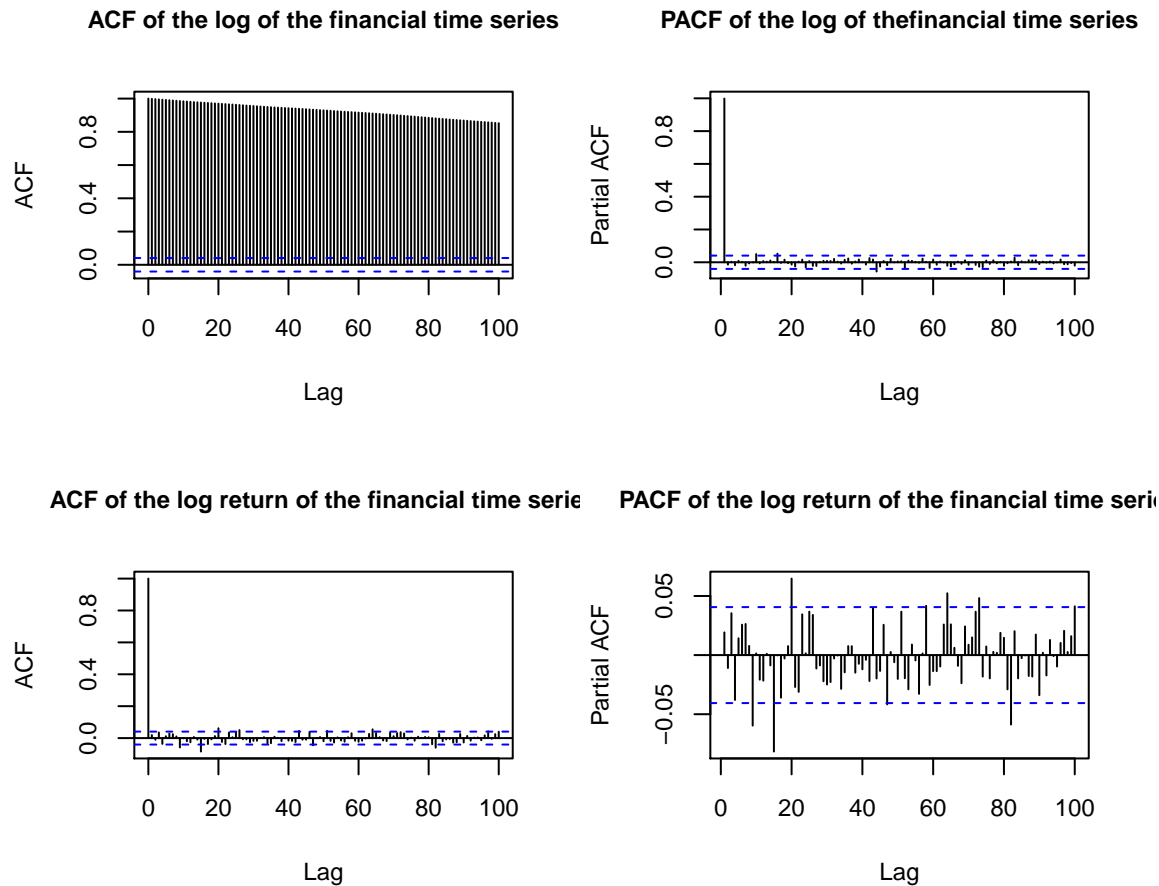 ACF of the log of the financial time series
ACF
0.0 0.4 0.8
0 20 40 60 80 100
Lag
PACF of the log of thefinancial time series
Partial ACF
0.0 0.4 0.8
0 20 40 60 80 100
Lag
ACF of the log return of the financial time serie
ACF
0.0 0.4 0.8
0 20 40 60 80 100
Lag
PACF of the log return of the financial time seri
Partial ACF
−0.05 0.05
0 20 40 60 80 100
Lag